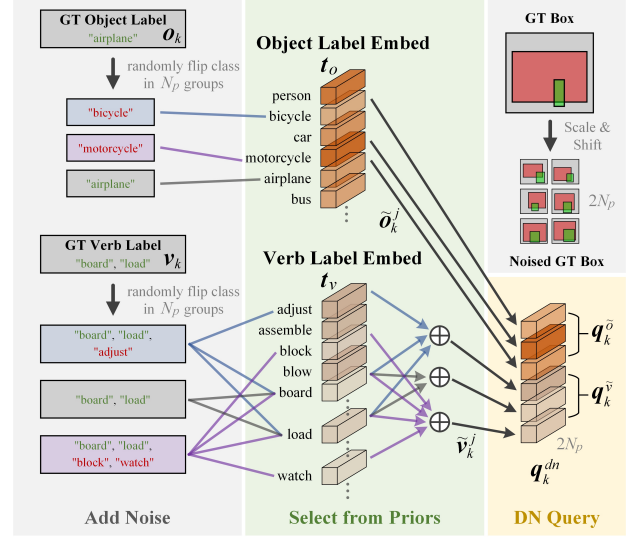 GT Object Label
"airplane" o_k
randomly flip class
in N_p groups
"bicycle"
"motorcycle"
"airplane"
GT Verb Label
"board", "load" v_k
randomly flip class
in N_p groups
"board", "load",
"adjust"
"board", "load"
"board", "load",
"block", "watch"
Add Noise
Object Label Embed
t_o
person
bicycle
car
motorcycle
airplane
bus
õ_k^j
Verb Label Embed
t_v
adjust
assemble
block
blow
board
load
watch
ṽ_k^j
Select from Priors
GT Box
Scale &
Shift
2N_p
Noised GT Box
q_k^õ
q_k^ṽ
2N_p
q_k^dn
DN Query